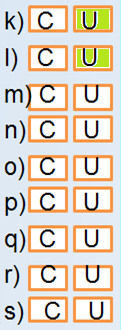 k) C U
l) C U
m) C U
n) C U
o) C U
p) C U
q) C U
r) C U
s) C U